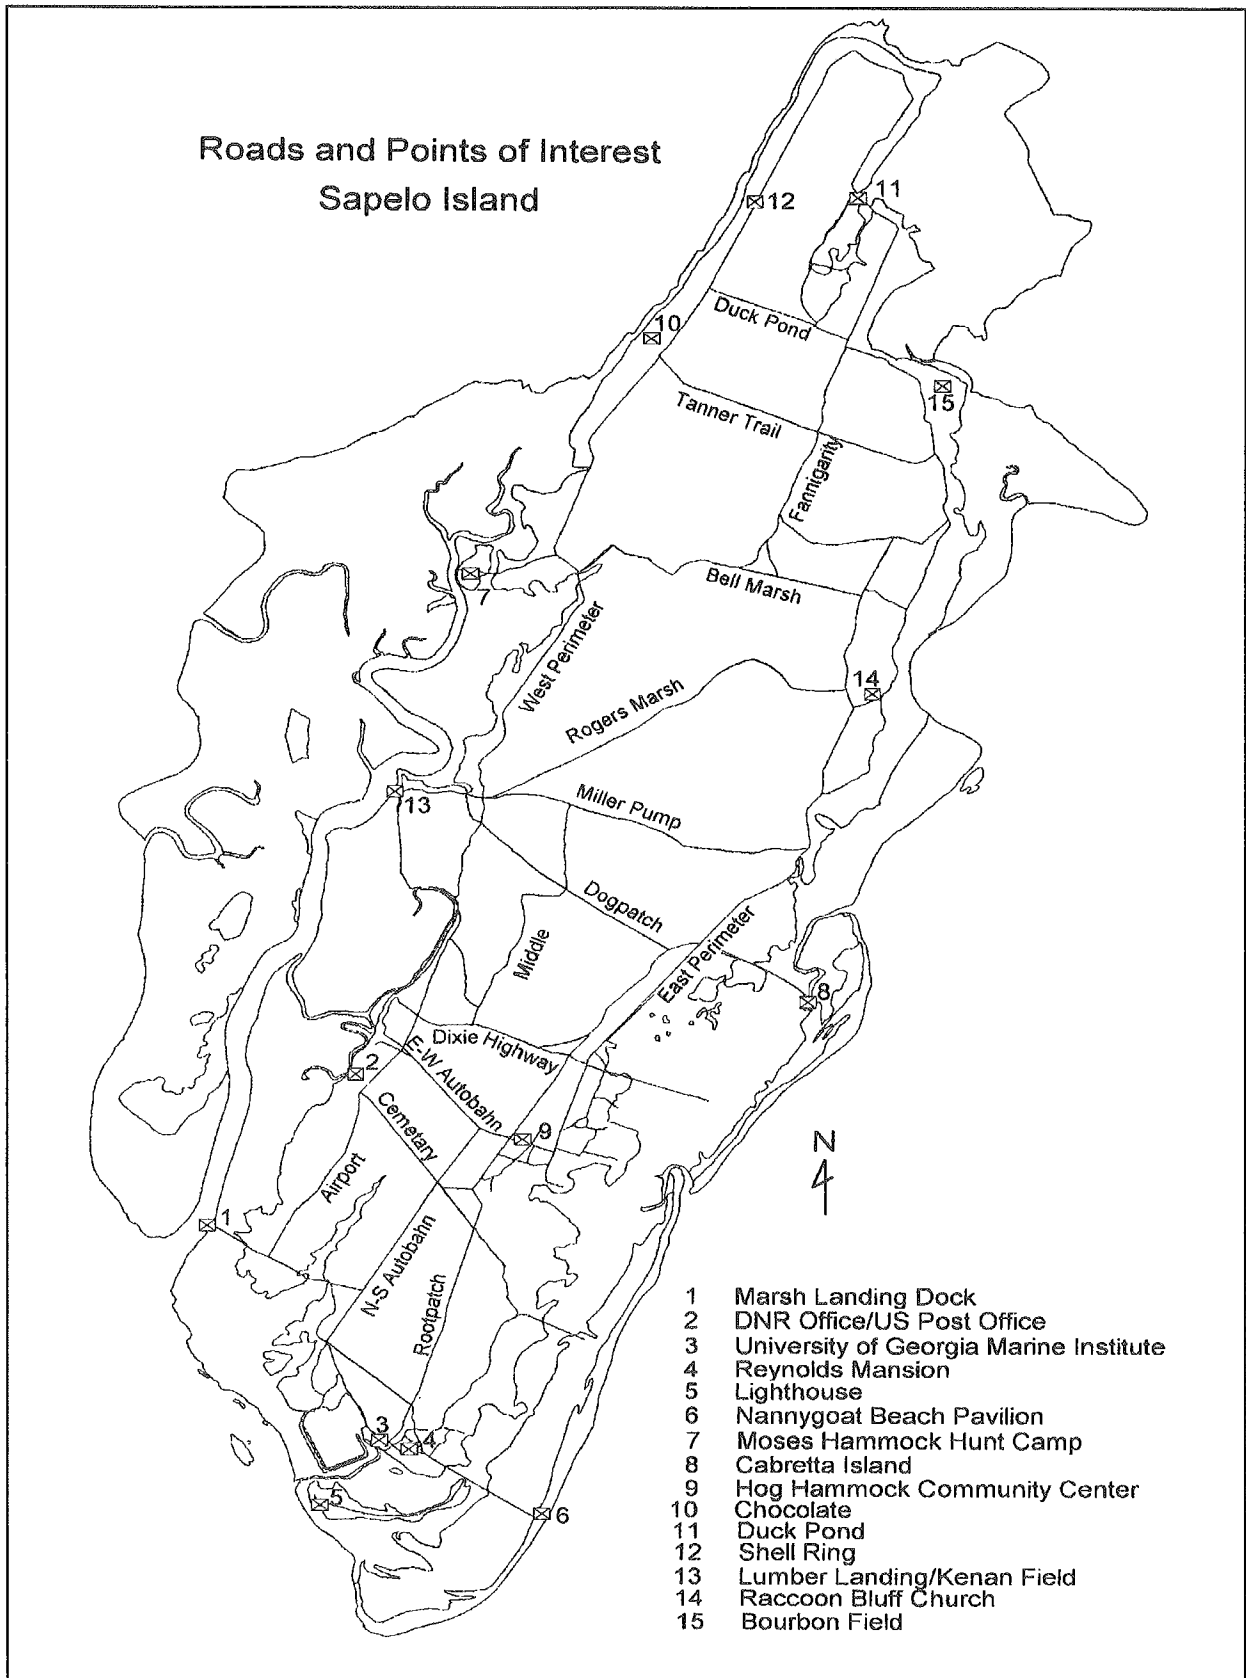 Roads and Points of Interest
Sapelo Island
12
11
10
Duck Pond
15
Tanner Trail
Fannigarity
7
Bell Marsh
West Perimeter
14
Rogers Marsh
13
Miller Pump
Dogpatch
Middle
East Perimeter
8
Dixie Highway
E-W Autobahn
2
Cemetary
9
Airport
N
1
N-S Autobahn
Rootpatch
3
4
5
6
1 Marsh Landing Dock
2 DNR Office/US Post Office
3 University of Georgia Marine Institute
4 Reynolds Mansion
5 Lighthouse
6 Nannygoat Beach Pavilion
7 Moses Hammock Hunt Camp
8 Cabretta Island
9 Hog Hammock Community Center
10 Chocolate
11 Duck Pond
12 Shell Ring
13 Lumber Landing/Kenan Field
14 Raccoon Bluff Church
15 Bourbon Field